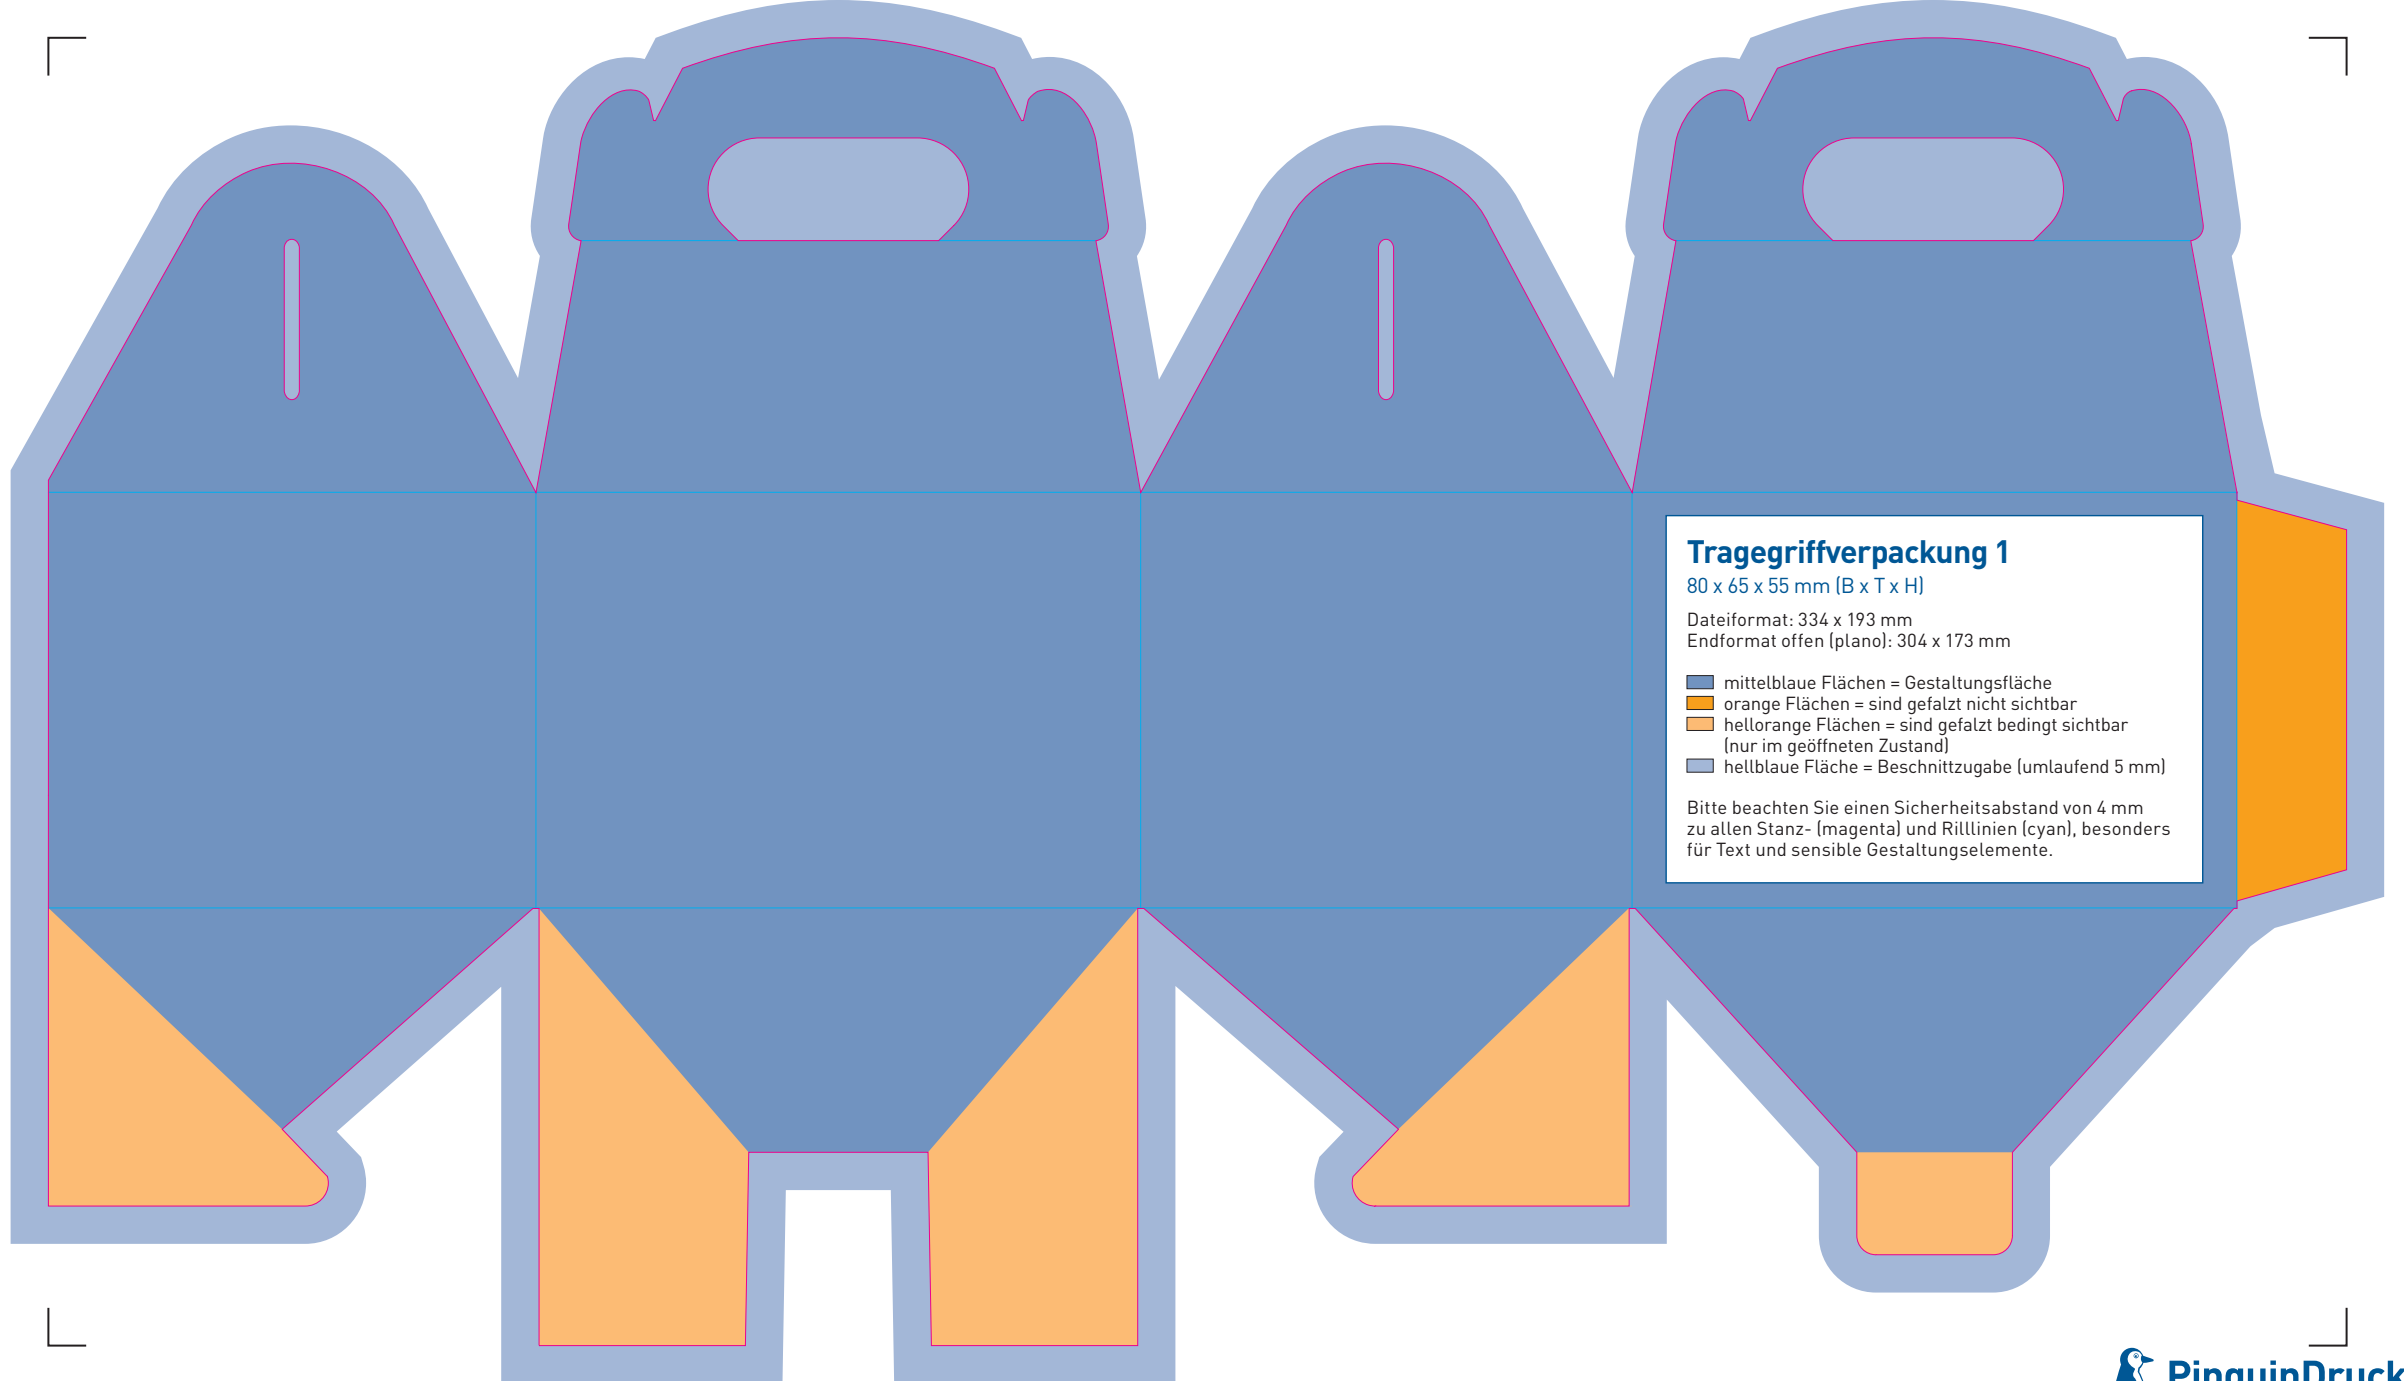 Tragegriffverpackung 1
80 x 65 x 55 mm (B x T x H)
Dateiformat: 334 x 193 mm
Endformat offen (plano): 304 x 173 mm
mittelblaue Flächen = Gestaltungsfläche
orange Flächen = sind gefalzt nicht sichtbar
hellorange Flächen = sind gefalzt bedingt sichtbar
(nur im geöffneten Zustand)
hellblaue Fläche = Beschnittzugabe (umlaufend 5 mm)
Bitte beachten Sie einen Sicherheitsabstand von 4 mm
zu allen Stanz- (magenta) und Rilllinien (cyan), besonders
für Text und sensible Gestaltungselemente.
PinguinDruck